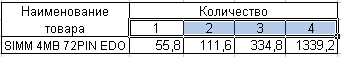 Наименование товара
Количество
1 2 3 4
SIMM 4MB 72PIN EDO 55,8 111,6 334,8 1339,2